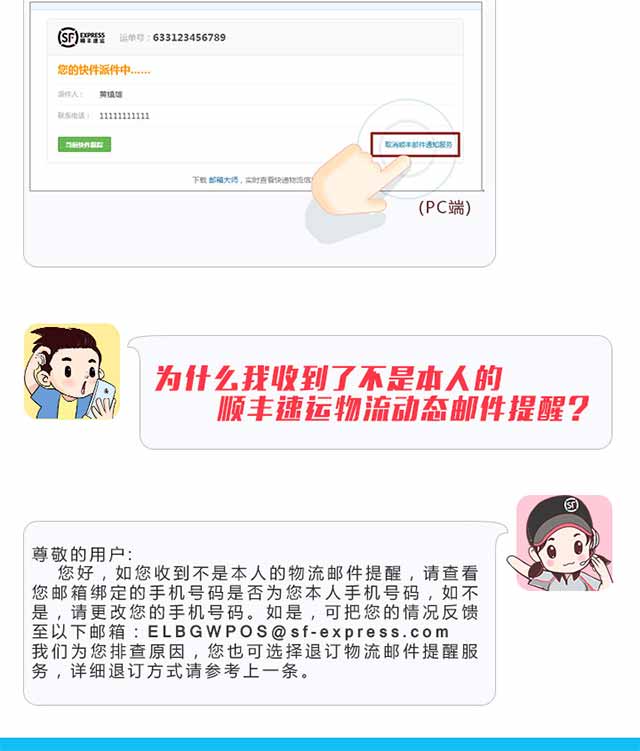 SF EXPRESS
顺丰速运
运单号：633123456789
您的快件派件中......
派件人：
联系电话：11111111111
取消顺丰邮件通知服务
下载 邮箱大师，实时查看快递物流信
(PC端)
为什么我收到了不是本人的
顺丰速运物流动态邮件提醒？
SF
尊敬的用户：
您好，如您收到不是本人的物流邮件提醒，请查看
您邮箱绑定的手机号码是否为您本人手机号码，如不
是，请更改您的手机号码。如是，可把您的情况反馈
至以下邮箱：ELBGWPOS@sf-express.com
我们为您排查原因，您也可选择退订物流邮件提醒服
务，详细退订方式请参考上一条。